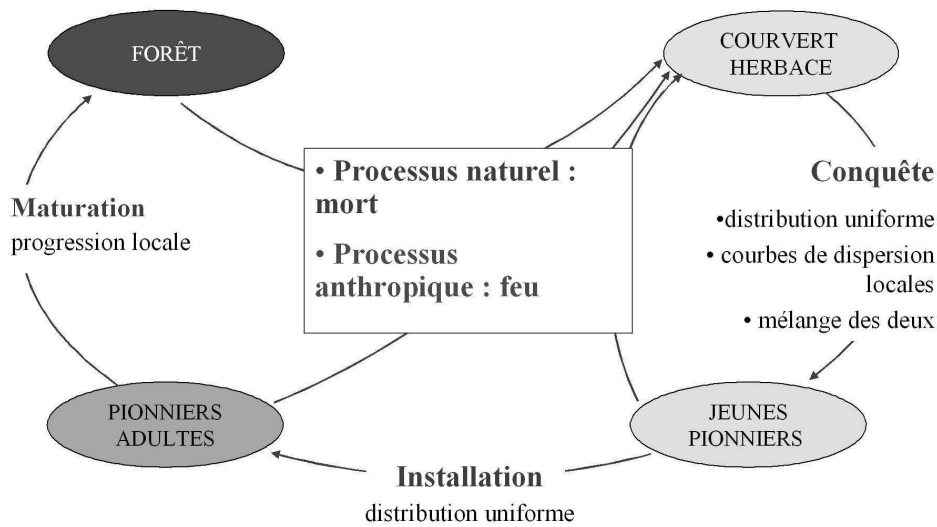 FORÊT
COURVERT
HERBACE
• Processus naturel :
mort
• Processus
anthropique : feu
Conquête
•distribution uniforme
• courbes de dispersion
locales
• mélange des deux
Maturation
progression locale
PIONNIERS
ADULTES
JEUNES
PIONNIERS
Installation
distribution uniforme